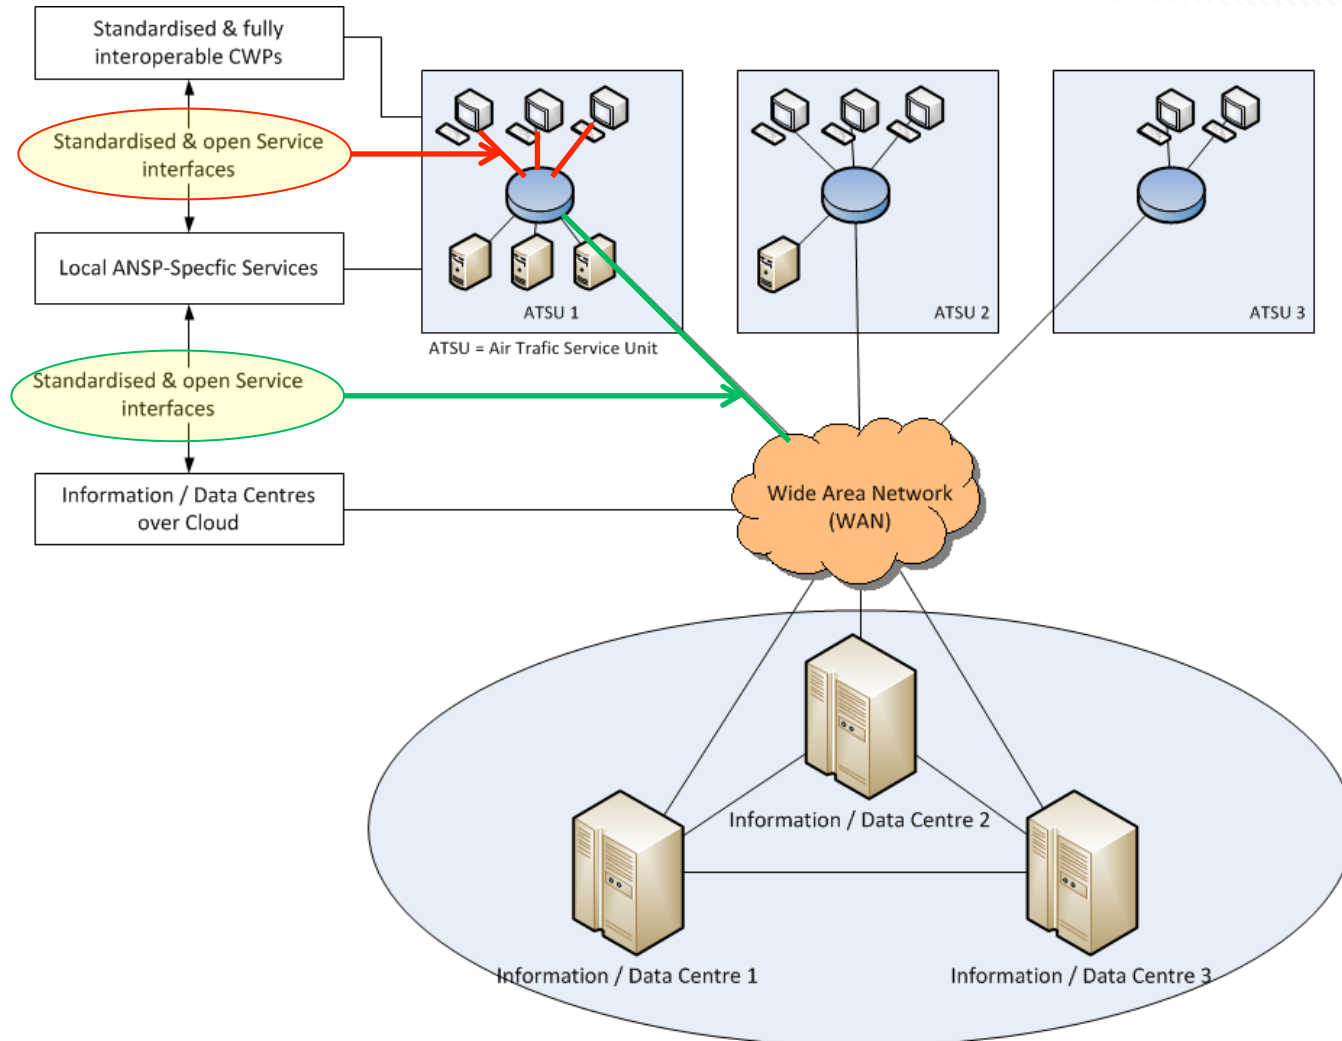 Standardised & fully
interoperable CWPs
Standardised & open Service
interfaces
Local ANSP-Specfic Services
Standardised & open Service
interfaces
Information / Data Centres
over Cloud
ATSU 1
ATSU 2
ATSU 3
ATSU = Air Trafic Service Unit
Wide Area Network
(WAN)
Information / Data Centre 2
Information / Data Centre 1
Information / Data Centre 3